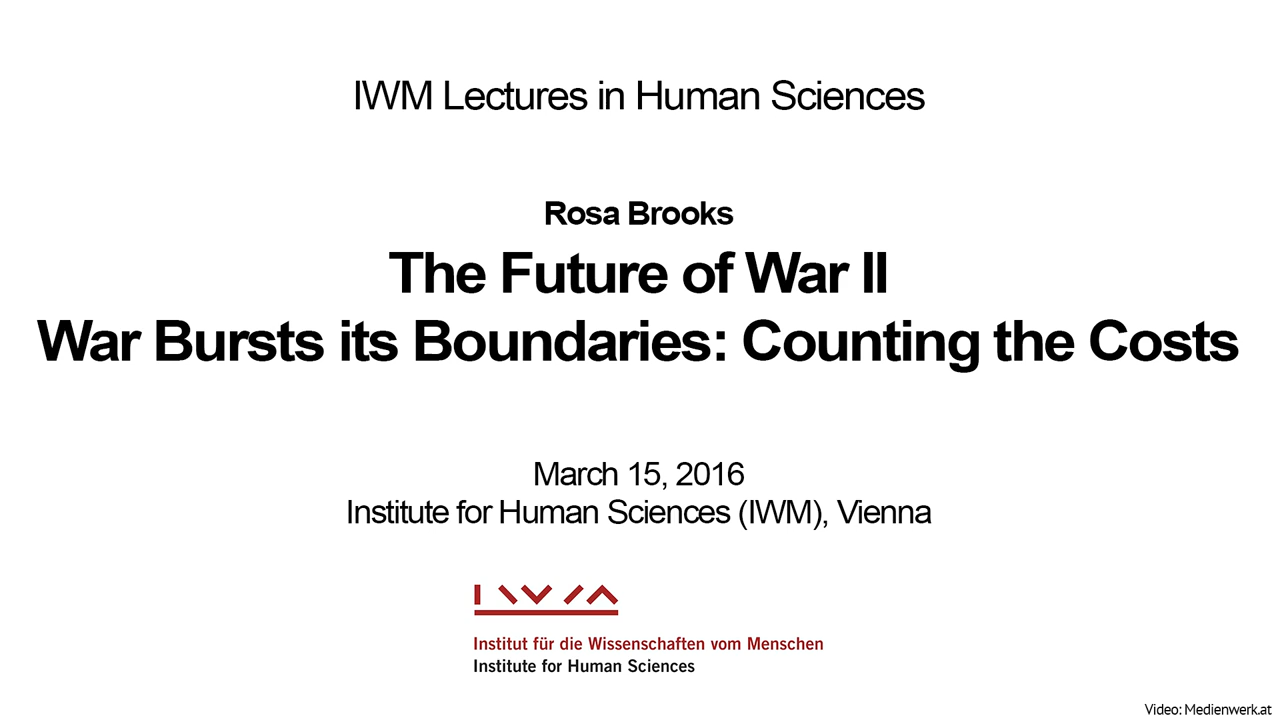 IWM Lectures in Human Sciences
Rosa Brooks
The Future of War II
War Bursts its Boundaries: Counting the Costs
March 15, 2016
Institute for Human Sciences (IWM), Vienna
Institut für die Wissenschaften vom Menschen
Institute for Human Sciences
Video: Medienwerk.at